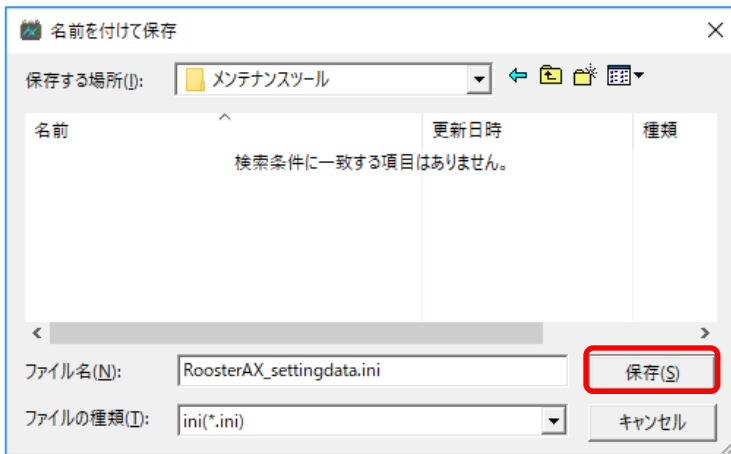 名前を付けて保存
保存する場所(I): メンテナンスツール
名前 更新日時 種類
検索条件に一致する項目はありません。
ファイル名(N): RoosterAX_settingdata.ini 保存(S)
ファイルの種類(T): ini(*.ini) キャンセル